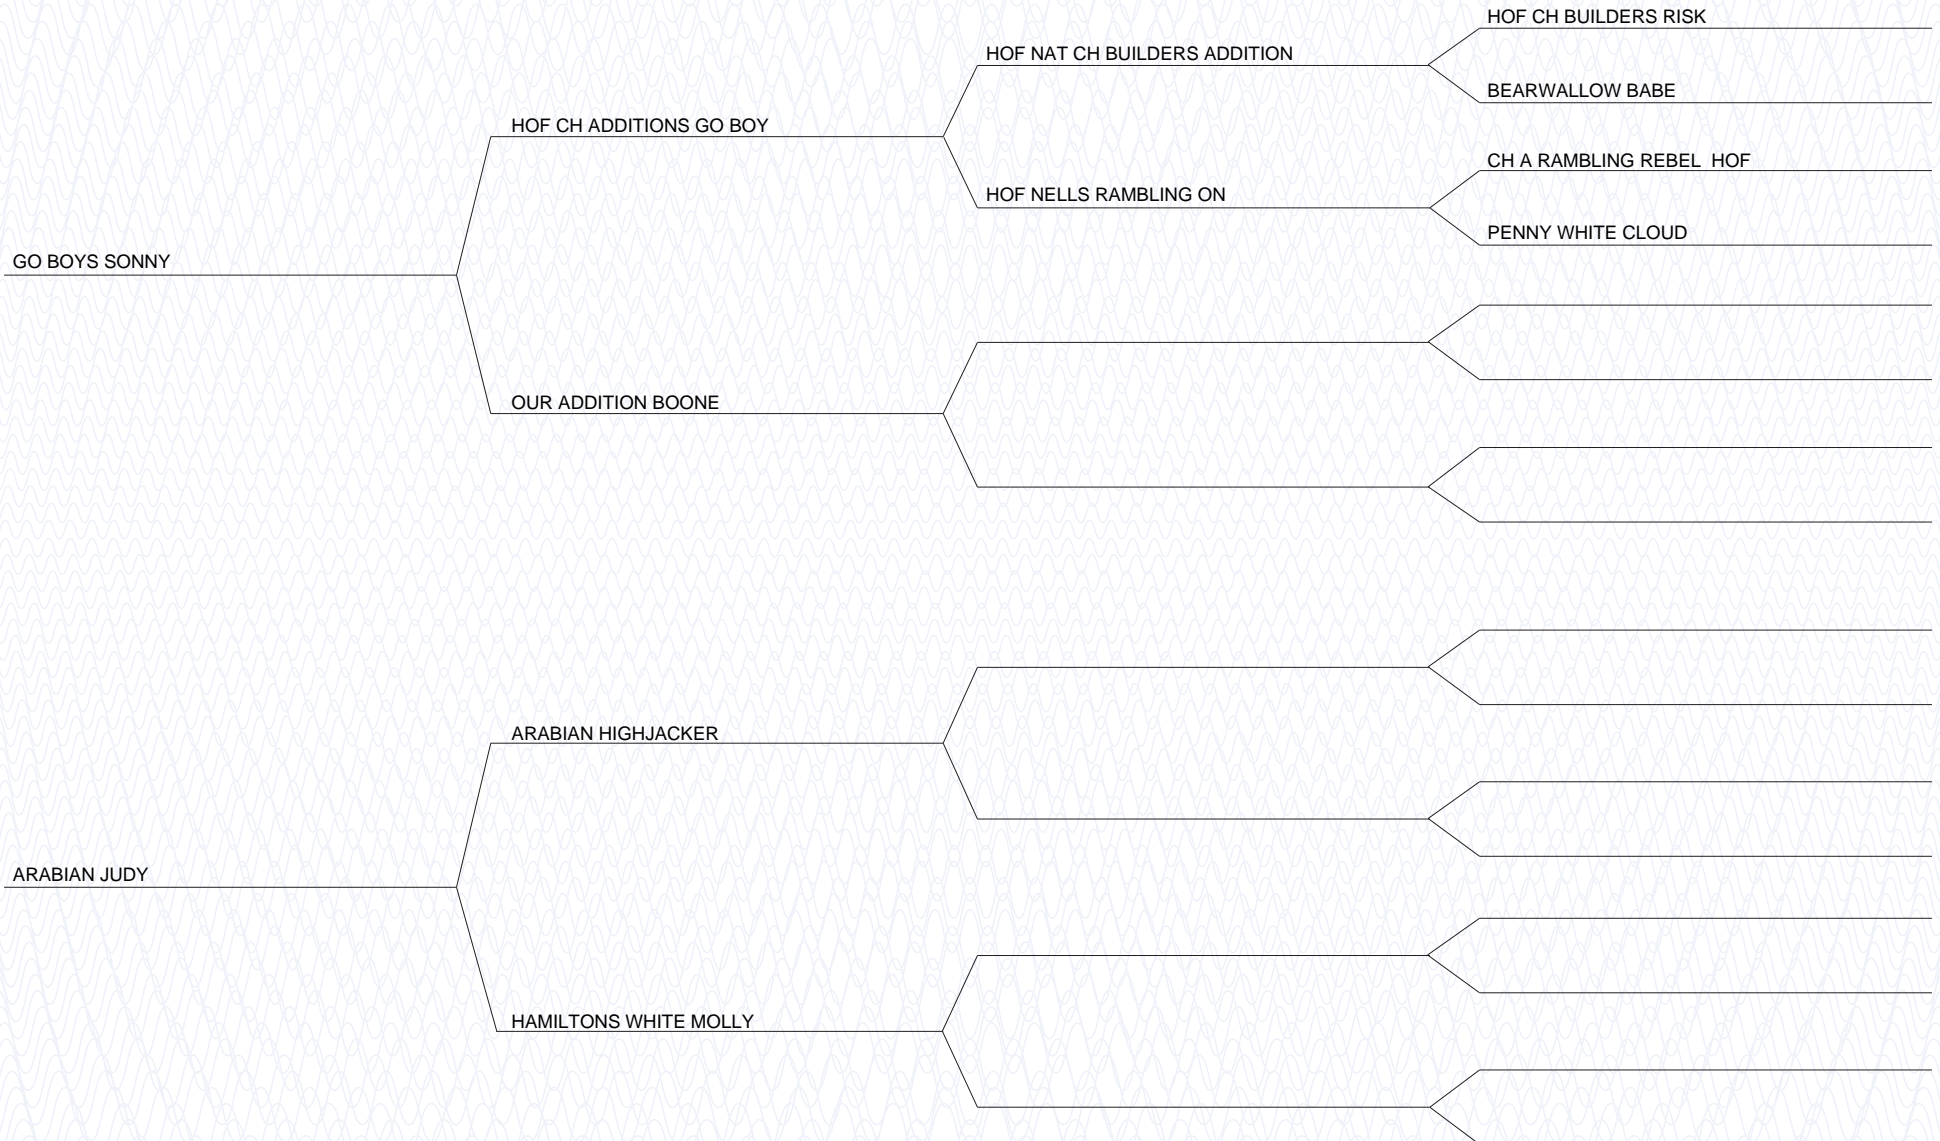 HOF CH BUILDERS RISK
HOF NAT CH BUILDERS ADDITION
BEARWALLOW BABE
HOF CH ADDITIONS GO BOY
CH A RAMBLING REBEL  HOF
HOF NELLS RAMBLING ON
PENNY WHITE CLOUD
GO BOYS SONNY
OUR ADDITION BOONE
ARABIAN HIGHJACKER
ARABIAN JUDY
HAMILTONS WHITE MOLLY